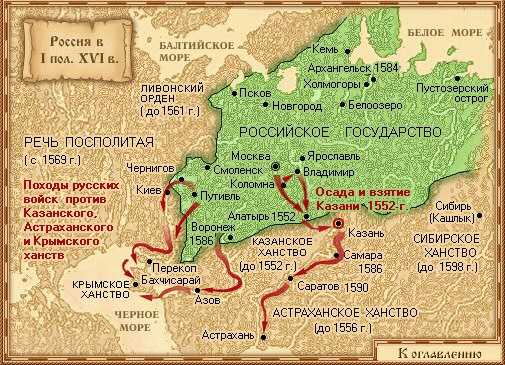 Россия в
I пол. XVI в.
БАЛТИЙСКОЕ
МОРЕ
БЕЛОЕ МОРЕ
Кемь
Архангельск 1584
Холмогоры
Пустозерский
острог
ЛИВОНСКИЙ
ОРДЕН
(до 1561 г.)
Псков
Новгород
Белоозеро
РОССИЙСКОЕ ГОСУДАРСТВО
РЕЧЬ ПОСПОЛИТАЯ
(с 1569 г.)
Москва
Ярославль
Чернигов
Смоленск
Владимир
Киев
Коломна
Путивль
Осада и взятие
Казани 1552 г.
Походы русских
войск против
Казанского,
Астраханского
и Крымского
ханств
Алатырь 1552
Сибирь
(Кашлык)
Воронеж
1586
Казань
КАЗАНСКОЕ
ХАНСТВО
(до 1552 г.)
СИБИРСКОЕ
ХАНСТВО
(до 1598 г.)
Самара
1586
Перекоп
Бахчисарай
КРЫМСКОЕ
ХАНСТВО
Саратов 1590
Азов
АСТРАХАНСКОЕ ХАНСТВО
(до 1556 г.)
ЧЕРНОЕ
МОРЕ
Астрахань
К оглавлению